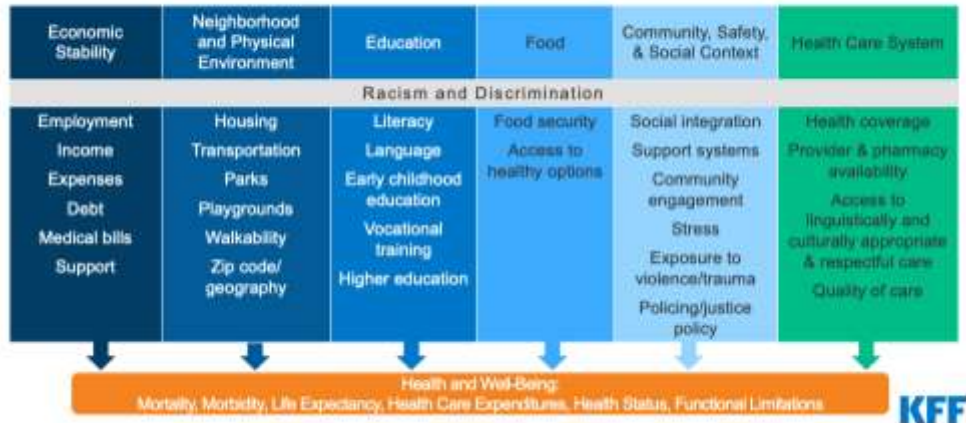 Economic
Stability
Neighborhood
and Physical
Environment
Education
Food
Community, Safety,
& Social Context
Health Care System
Racism and Discrimination
Employment
Income
Expenses
Debt
Medical bills
Support
Housing
Transportation
Parks
Playgrounds
Walkability
Zip code/
geography
Literacy
Language
Early childhood
education
Vocational
training
Higher education
Food security
Access to
healthy options
Social integration
Support systems
Community
engagement
Stress
Exposure to
violence/trauma
Policing/justice
policy
Health coverage
Provider & pharmacy
availability
Access to
linguistically and
culturally appropriate
& respectful care
Quality of care
Health and Well-Being:
Mortality, Morbidity, Life Expectancy, Health Care Expenditures, Health Status, Functional Limitations
KFF